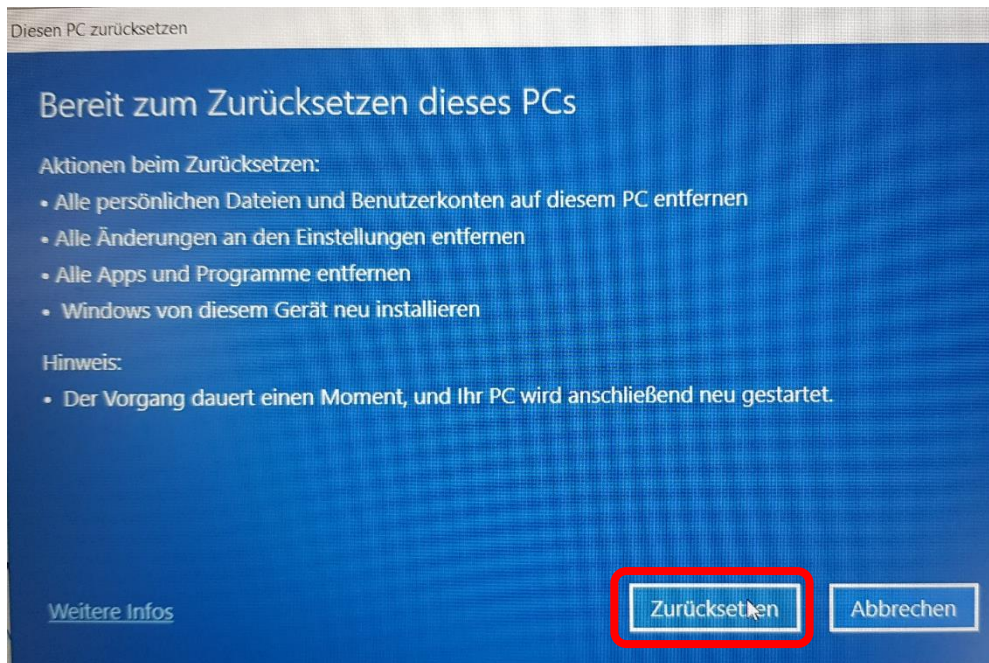 Diesen PC zurücksetzen
Bereit zum Zurücksetzen dieses PCs
Aktionen beim Zurücksetzen:
• Alle persönlichen Dateien und Benutzerkonten auf diesem PC entfernen
• Alle Änderungen an den Einstellungen entfernen
• Alle Apps und Programme entfernen
• Windows von diesem Gerät neu installieren
Hinweis:
• Der Vorgang dauert einen Moment, und Ihr PC wird anschließend neu gestartet.
Weitere Infos
Zurücksetzen
Abbrechen